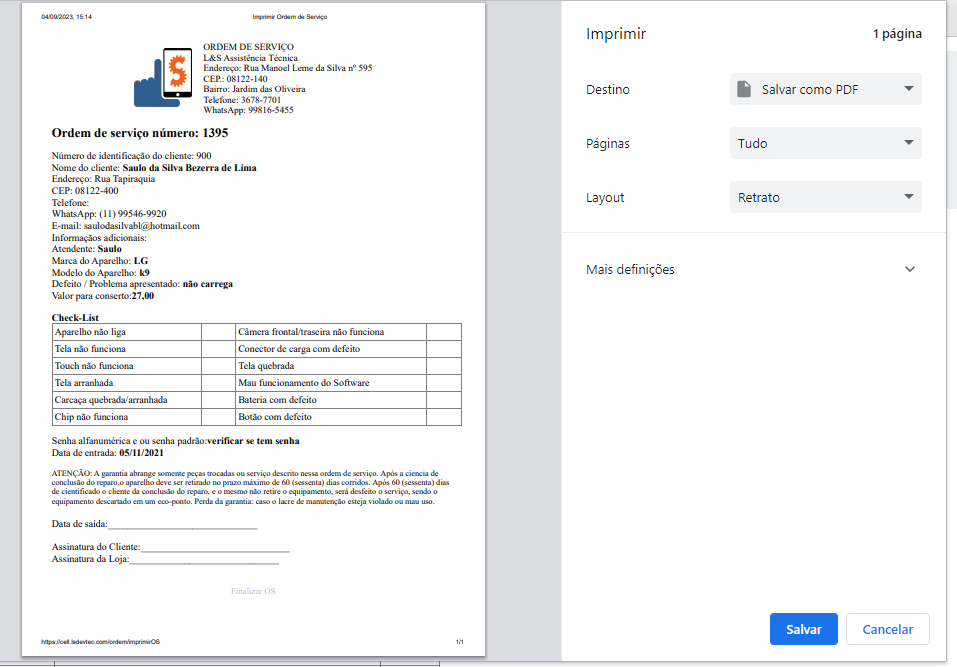 04/09/2023, 15:14
Imprimir Ordem de Serviço
ORDEM DE SERVIÇO
L&S Assistência Técnica
Endereço: Rua Manoel Leme da Silva nº 595
CEP.: 08122-140
Bairro: Jardim das Oliveira
Telefone: 3678-7701
WhatsApp: 99816-5455
Ordem de serviço número: 1395
Número de identificação do cliente: 900
Nome do cliente: Saulo da Silva Bezerra de Lima
Endereço: Rua Tapiraquia
CEP: 08122-400
Telefone:
WhatsApp: (11) 99546-9920
E-mail: saulodasilvabl@hotmail.com
Informaçãos adicionais:
Atendente: Saulo
Marca do Aparelho: LG
Modelo do Aparelho: k9
Defeito / Problema apresentado: não carrega
Valor para conserto:27,00
Check-List
Aparelho não liga
Câmera frontal/traseira não funciona
Tela não funciona
Conector de carga com defeito
Touch não funciona
Tela quebrada
Tela arranhada
Mau funcionamento do Software
Carcaça quebrada/arranhada
Bateria com defeito
Chip não funciona
Botão com defeito
Senha alfanumérica e ou senha padrão:verificar se tem senha
Data de entrada: 05/11/2021
ATENÇÃO: A garantia abrange somente peças trocadas ou serviço descrito nessa ordem de serviço. Após a ciencia de
conclusão do reparo,o aparelho deve ser retirado no prazo máximo de 60 (sessenta) dias corridos. Após 60 (sessenta) dias
de cientificado o cliente da conclusão do reparo, e o mesmo não retire o equipamento, será desfeito o serviço, sendo o
equipamento descartado em um eco-ponto. Perda da garantia: caso o lacre de manutenção esteja violado ou mau uso.
Data de saída:______________________________
Assinatura do Cliente:______________________________
Assinatura da Loja:______________________________
Finalizar OS
https://cell.lsdevtec.com/ordem/imprimirOS
1/1
Imprimir
1 página
Destino
Salvar como PDF
Páginas
Tudo
Layout
Retrato
Mais definições
Salvar
Cancelar